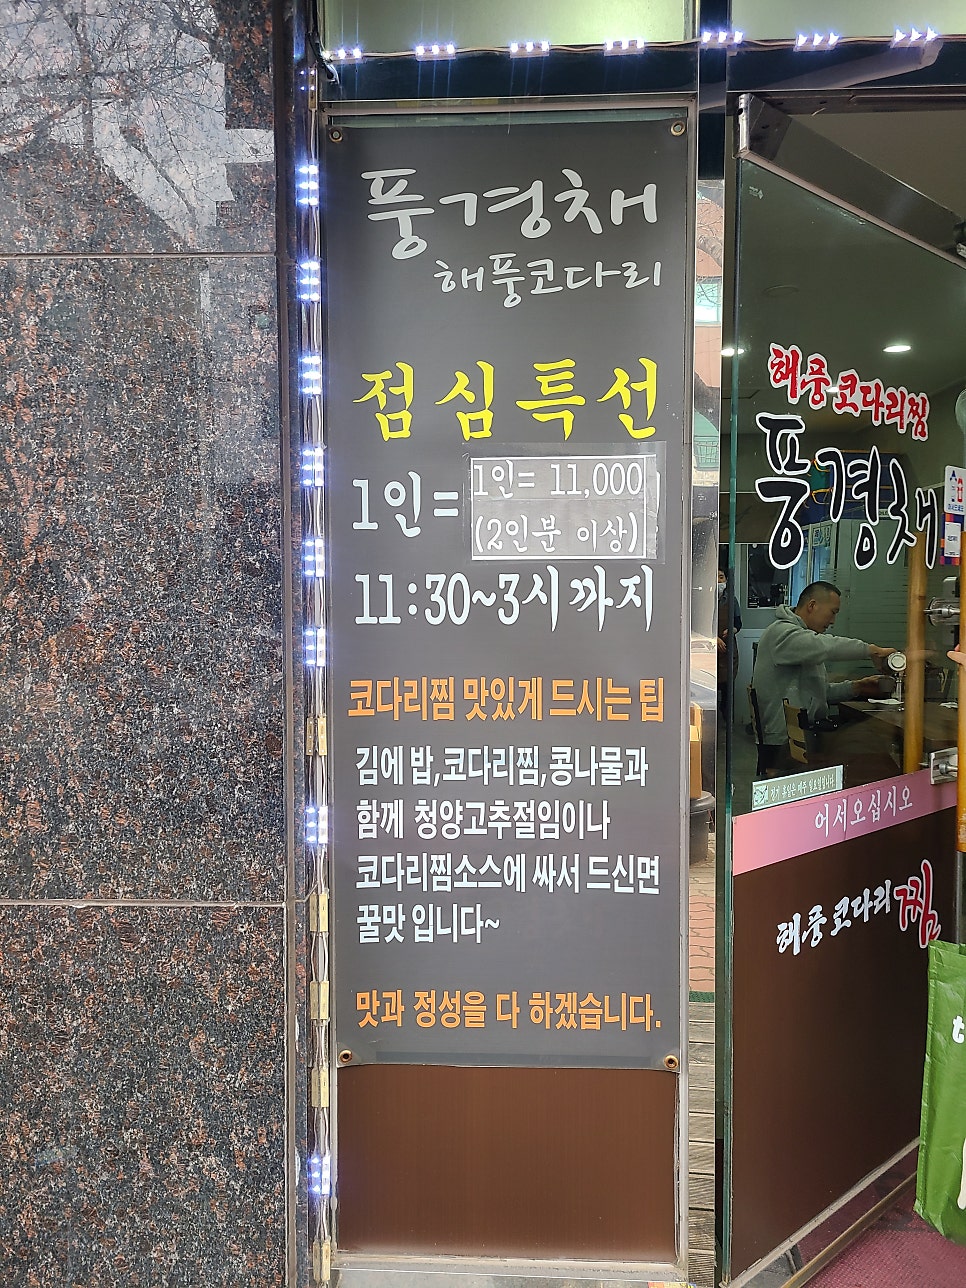 풍경채
해풍코다리
점심특선
1인=
1인= 11,000
(2인분 이상)
11:30~3시까지
코다리찜 맛있게 드시는 팁
김에 밥,코다리찜,콩나물과
함께 청양고추절임이나
코다리찜소스에 싸서 드신면
꿀맛 입니다~
맛과 정성을 다 하겠습니다.
해풍 코다리찜
풍경채
어서오십시오
해풍 코다리찜